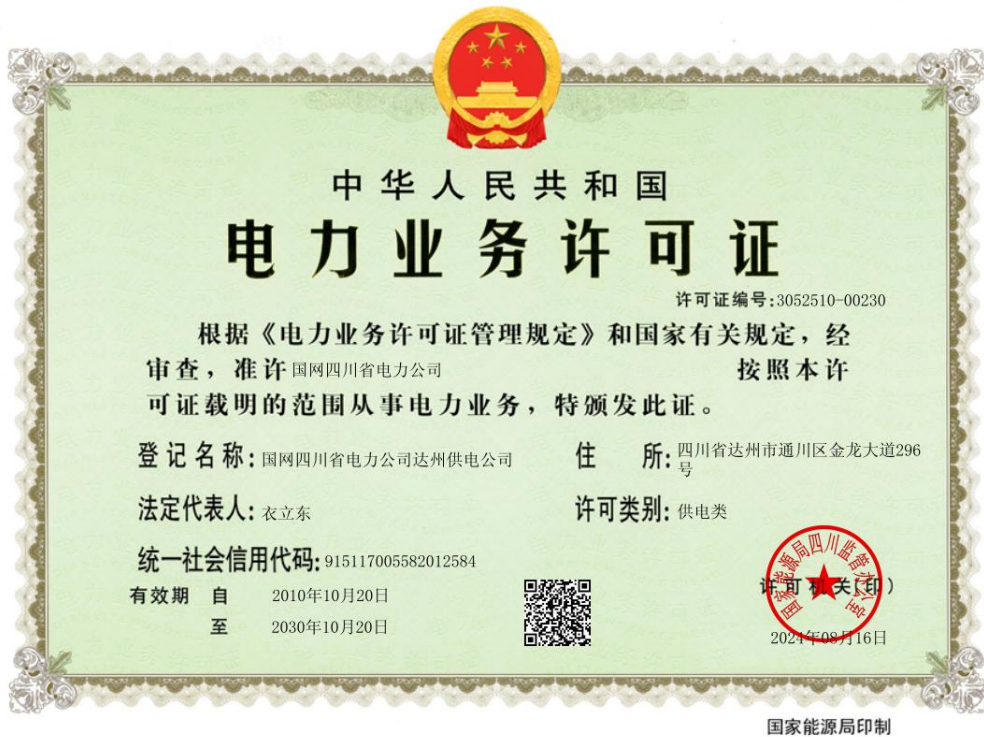 中华人民共和国
电力业务许可证
许可证编号:3052510-00230
根据《电力业务许可证管理规定》和国家有关规定，经
审查，准许 国网四川省电力公司 按照本许
可证载明的范围从事电力业务，特颁发此证。
登记名称: 国网四川省电力公司达州供电公司
住 所: 四川省达州市通川区金龙大道296
号
法定代表人: 衣立东
许可类别: 供电类
统一社会信用代码: 915117005582012584
有效期 自 2010年10月20日
至 2030年10月20日
国家能源局四川监管办公室
许可机关(印)
2024年08月16日
国家能源局印制